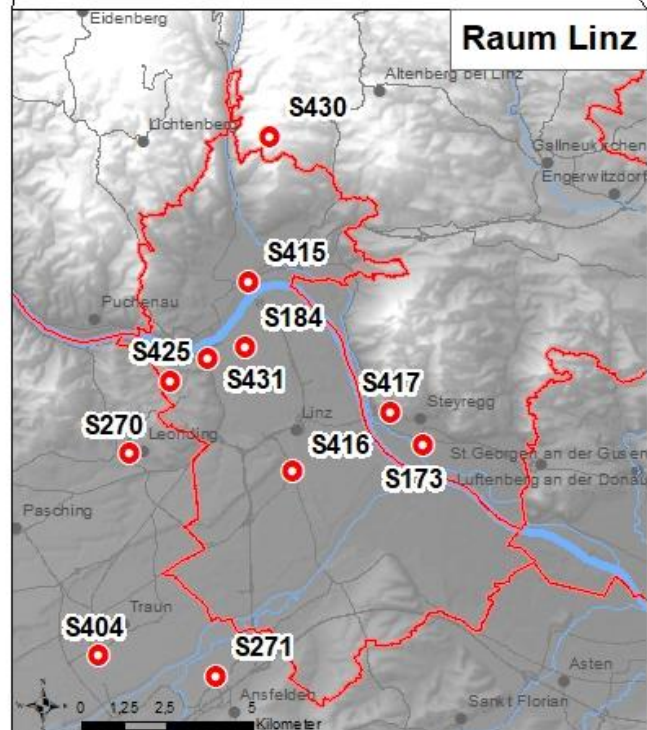 Eidenberg
Raum Linz
Altenberg bei Linz
S430
Lichtenberg
Gallneukirchen
Engerwitzdorf
S415
Puchenau
S184
S425
S431
S417
Steyregg
S270
Linz
Leonding
S416
St.Georgen an der Gusen
S173
Luftenberg an der Donau
Pasching
Traun
S404
S271
Asten
Ansfelden
Sankt Florian
N
W
E
S
0 1,25 2,5 5
Kilometer